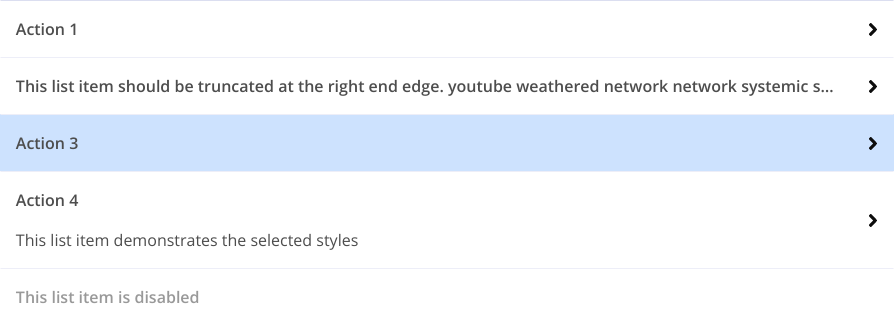 Action 1
This list item should be truncated at the right end edge. youtube weathered network network systemic s...
Action 3
Action 4
This list item demonstrates the selected styles
This list item is disabled